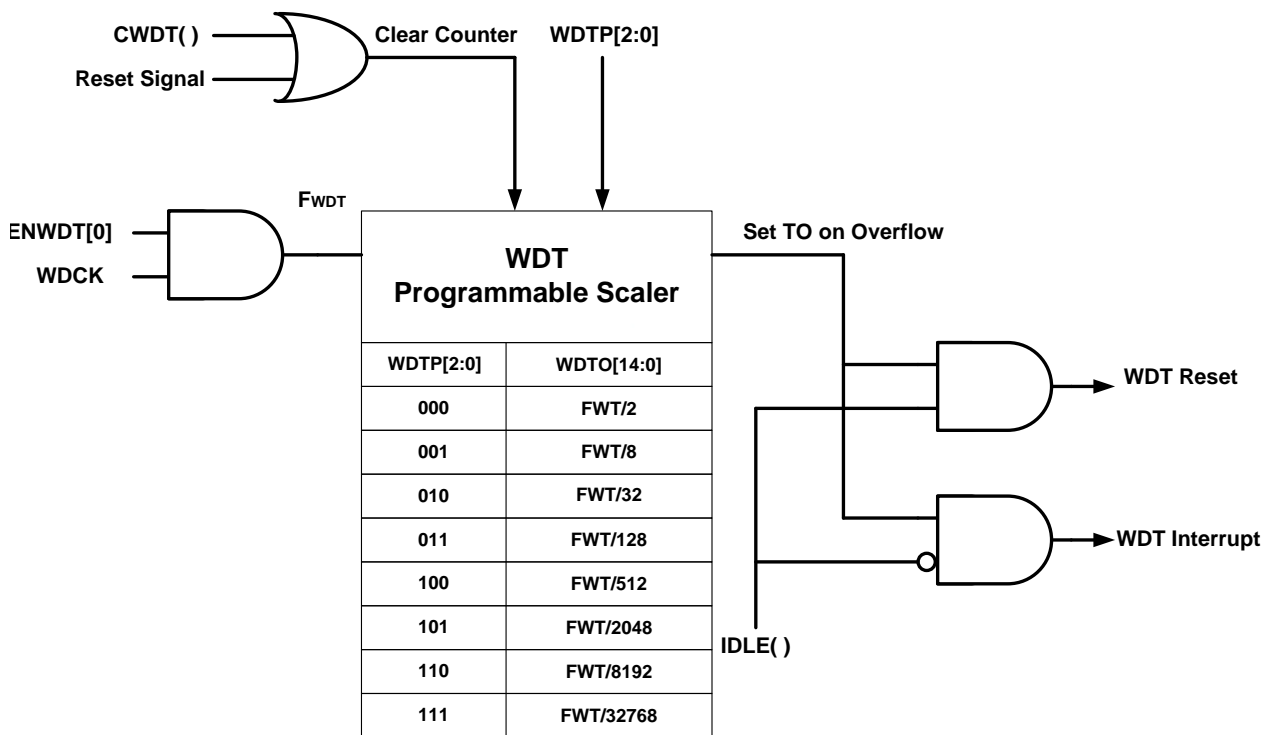 CWDT( )
Reset Signal
Clear Counter
WDTP[2:0]
ENWDT[0]
WDCK
FWDT
WDT
Programmable Scaler
Set TO on Overflow
WDTP[2:0] WDTO[14:0]
000 FWT/2
001 FWT/8
010 FWT/32
011 FWT/128
100 FWT/512
101 FWT/2048
110 FWT/8192
111 FWT/32768
WDT Reset
WDT Interrupt
IDLE( )